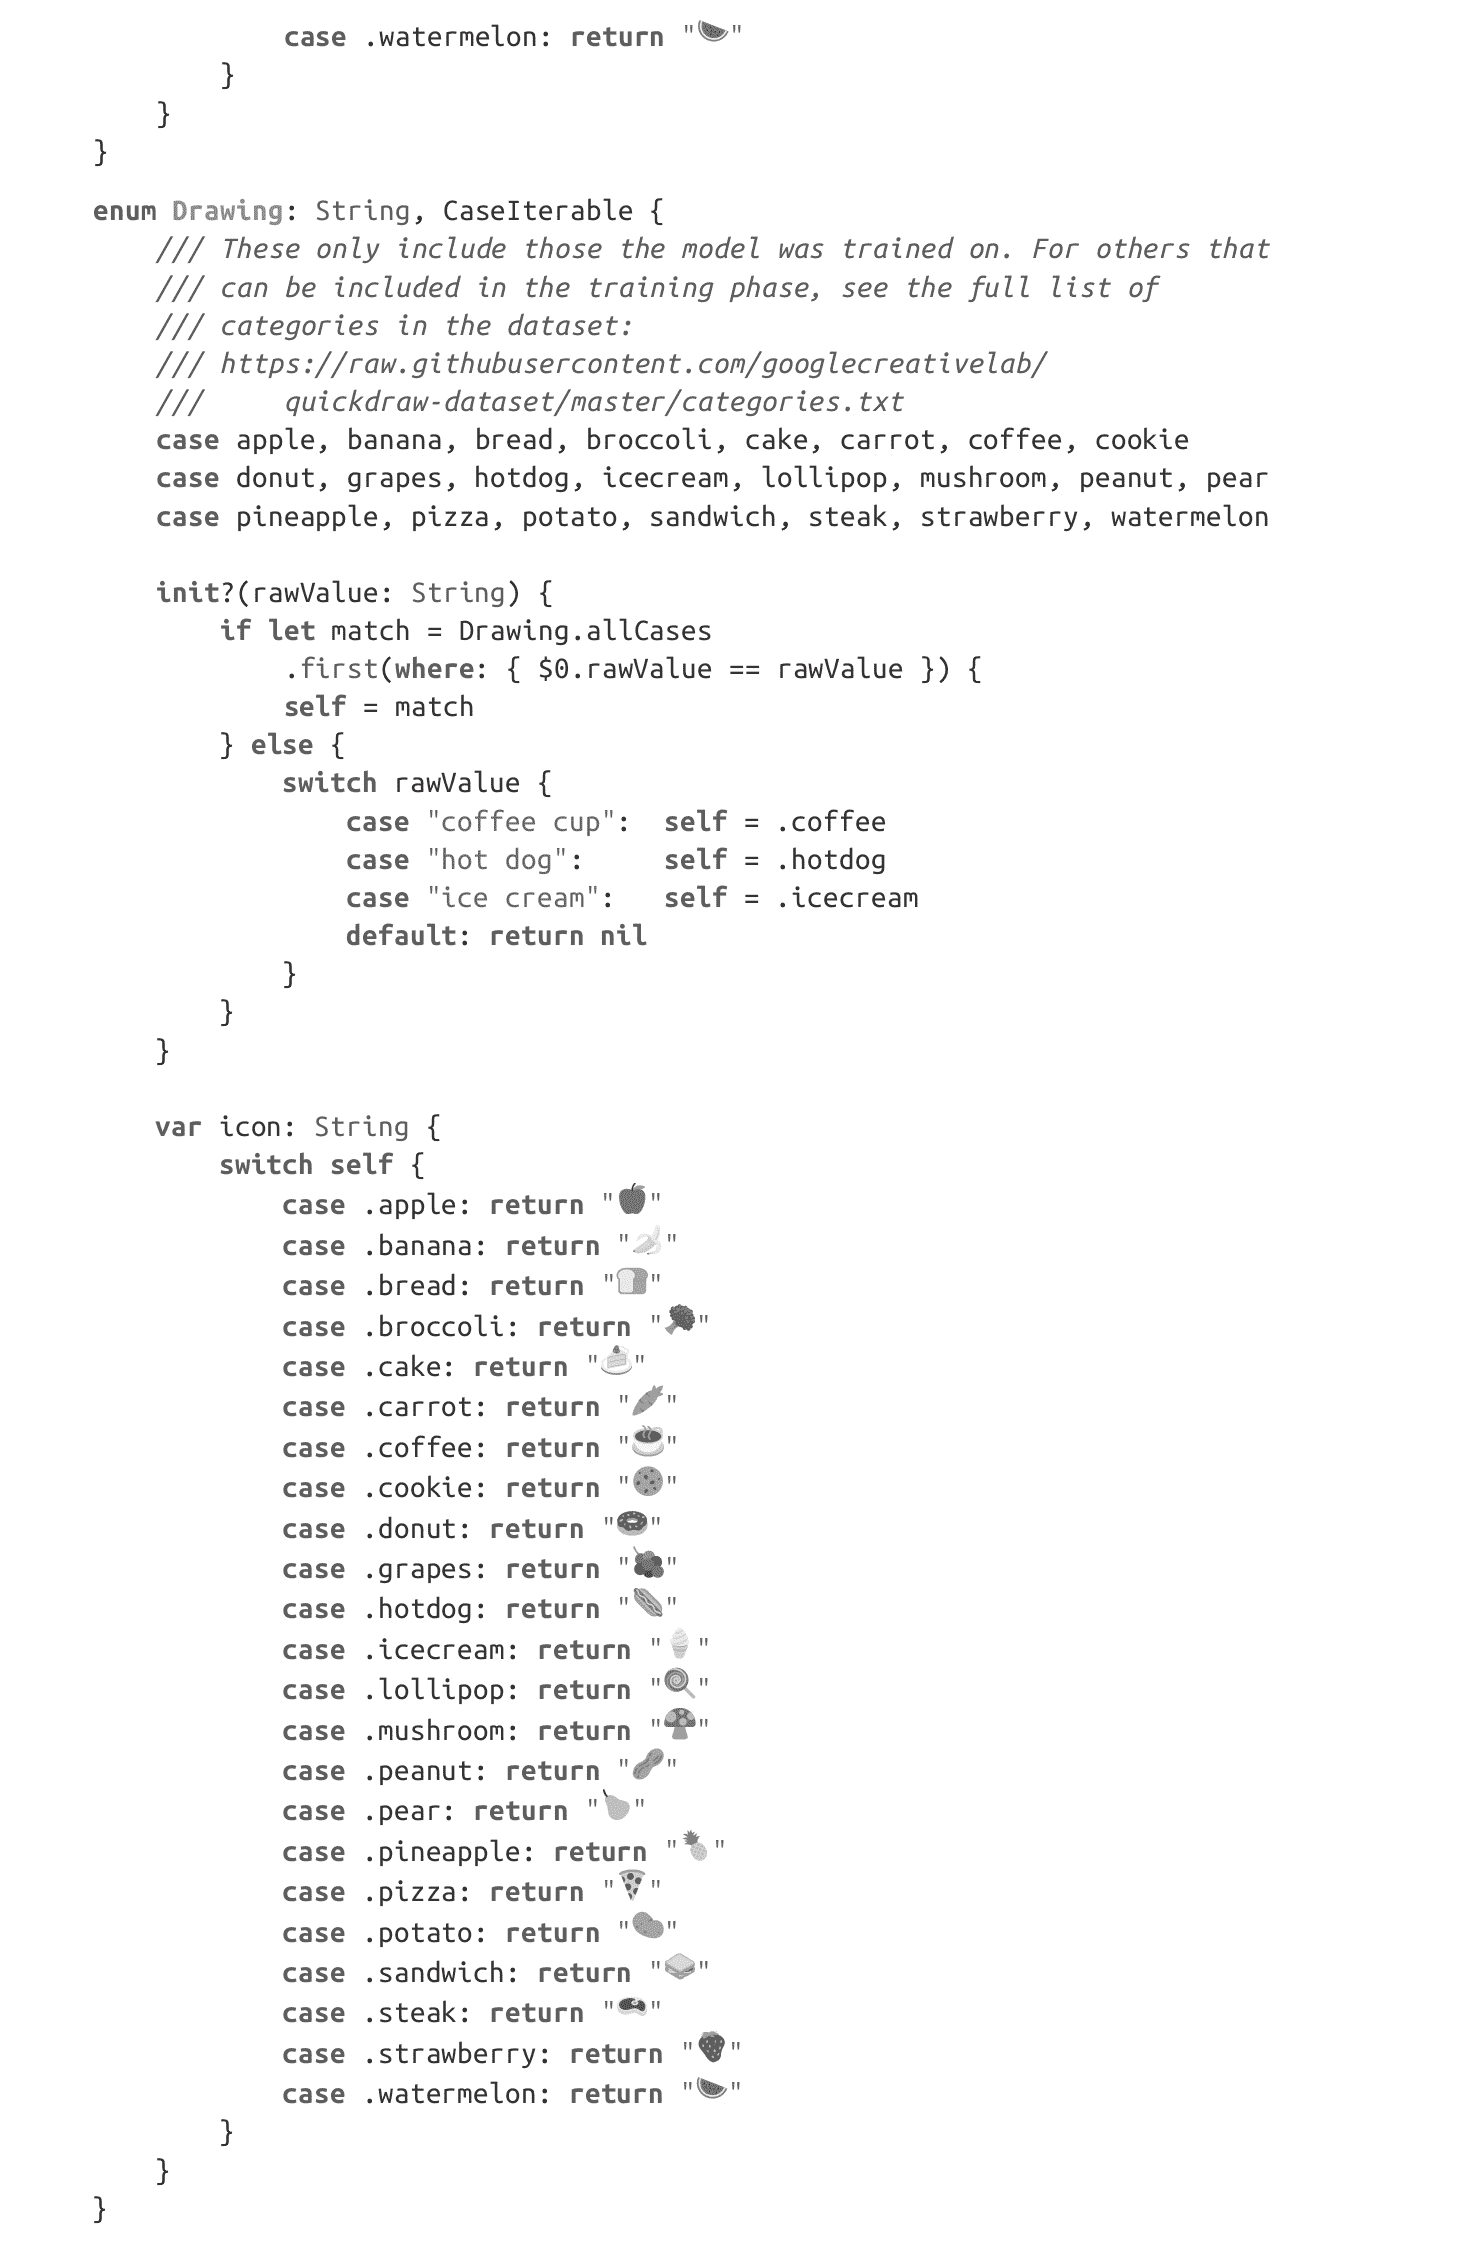 case .watermelon: return "🍉"
}
}
}
enum Drawing: String, CaseIterable {
/// These only include those the model was trained on. For others that
/// can be included in the training phase, see the full list of
/// categories in the dataset:
/// https://raw.githubusercontent.com/googlecreativelab/
/// quickdraw-dataset/master/categories.txt
case apple, banana, bread, broccoli, cake, carrot, coffee, cookie
case donut, grapes, hotdog, icecream, lollipop, mushroom, peanut, pear
case pineapple, pizza, potato, sandwich, steak, strawberry, watermelon
init?(rawValue: String) {
if let match = Drawing.allCases
.first(where: { $0.rawValue == rawValue }) {
self = match
} else {
switch rawValue {
case "coffee cup": self = .coffee
case "hot dog": self = .hotdog
case "ice cream": self = .icecream
default: return nil
}
}
}
var icon: String {
switch self {
case .apple: return "🍎"
case .banana: return "🍌"
case .bread: return "🍞"
case .broccoli: return "🥦"
case .cake: return "🍰"
case .carrot: return "🥕"
case .coffee: return "☕️"
case .cookie: return "🍪"
case .donut: return "🍩"
case .grapes: return "🍇"
case .hotdog: return "🌭"
case .icecream: return "🍦"
case .lollipop: return "🍭"
case .mushroom: return "🍄"
case .peanut: return "🥜"
case .pear: return "🍐"
case .pineapple: return "🍍"
case .pizza: return "🍕"
case .potato: return "🥔"
case .sandwich: return "🥪"
case .steak: return "🥩"
case .strawberry: return "🍓"
case .watermelon: return "🍉"
}
}
}